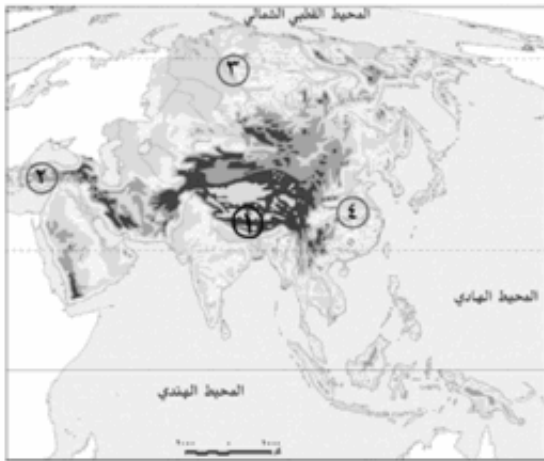 المحيط القطبي الشمالي
٣
٢
٤
١
المحيط الهادي
المحيط الهندي